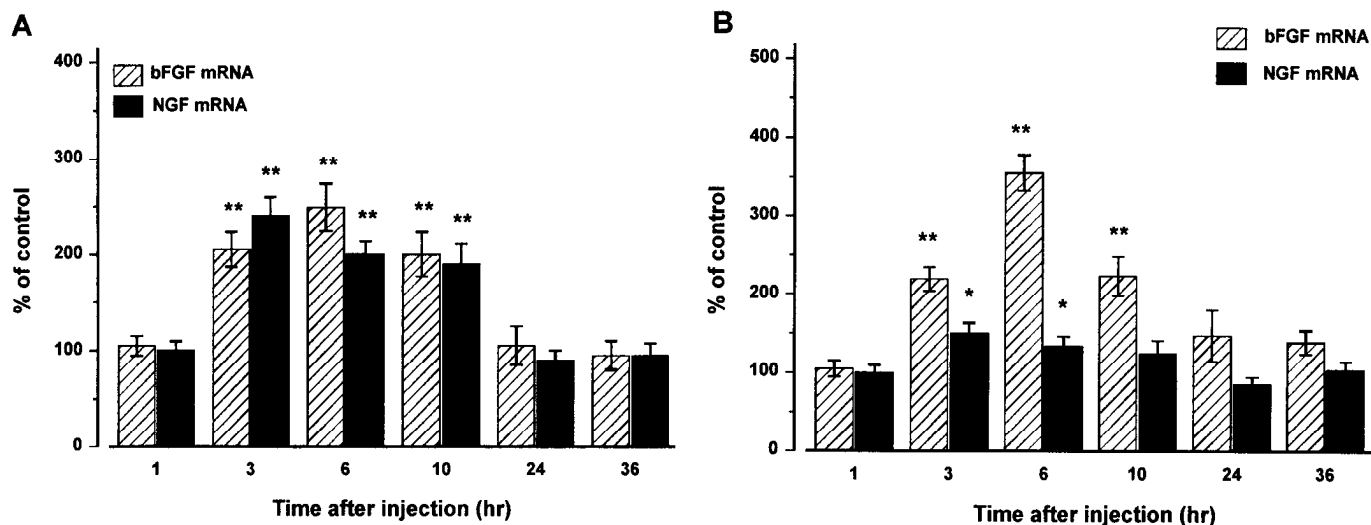 A
400
300
200
100
0
% of control
bFGF mRNA
NGF mRNA
** ** ** ** ** **
1 3 6 10 24 36
Time after injection (hr)
B
500
400
300
200
100
0
% of control
bFGF mRNA
NGF mRNA
** * ** * **
1 3 6 10 24 36
Time after injection (hr)